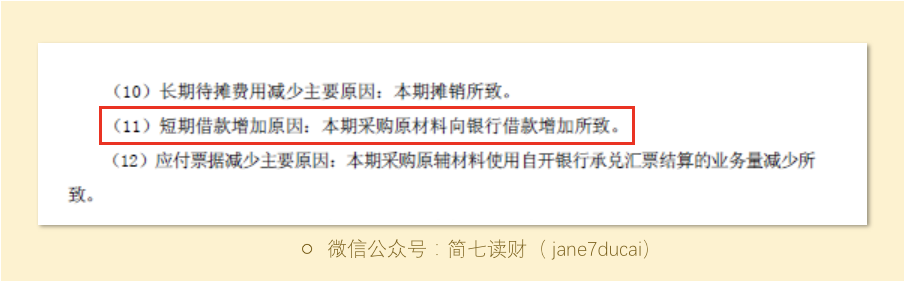 （10）长期待摊费用减少主要原因：本期摊销所致。
（11）短期借款增加原因：本期采购原材料向银行借款增加所致。
（12）应付票据减少主要原因：本期采购原辅材料使用自开银行承兑汇票结算的业务量减少所
致。
微信公众号：简七读财（jane7ducai）